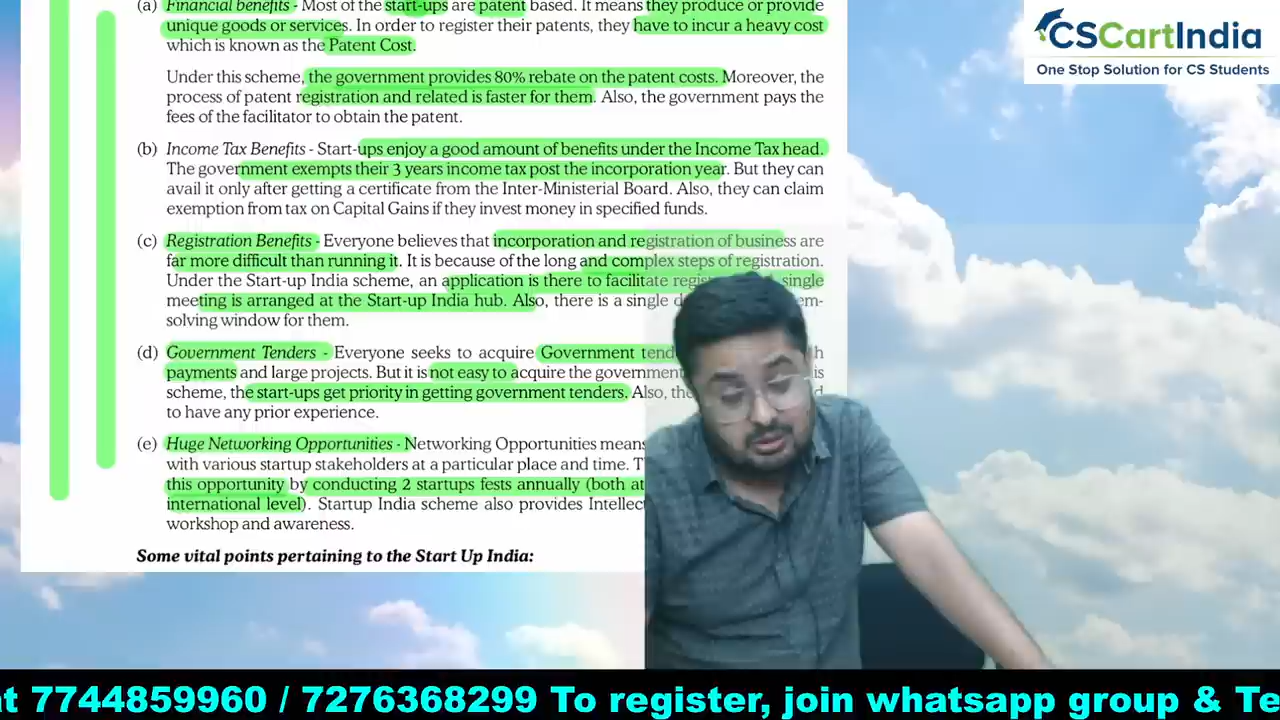 (a) Financial benefits - Most of the start-ups are patent based. It means they produce or provide
unique goods or services. In order to register their patents, they have to incur a heavy cost
which is known as the Patent Cost.
Under this scheme, the government provides 80% rebate on the patent costs. Moreover, the
process of patent registration and related is faster for them. Also, the government pays the
fees of the facilitator to obtain the patent.
(b) Income Tax Benefits - Start-ups enjoy a good amount of benefits under the Income Tax head.
The government exempts their 3 years income tax post the incorporation year. But they can
avail it only after getting a certificate from the Inter-Ministerial Board. Also, they can claim
exemption from tax on Capital Gains if they invest money in specified funds.
(c) Registration Benefits - Everyone believes that incorporation and registration of business are
far more difficult than running it. It is because of the long and complex steps of registration.
Under the Start-up India scheme, an application is there to facilitate single
meeting is arranged at the Start-up India hub. Also, there is a single
solving window for them.
(d) Government Tenders - Everyone seeks to acquire Government
payments and large projects. But it is not easy to acquire the government is
scheme, the start-ups get priority in getting government tenders. Also,
to have any prior experience.
(e) Huge Networking Opportunities - Networking Opportunities means
with various startup stakeholders at a particular place and time.
this opportunity by conducting 2 startups fests annually (both at
international level). Startup India scheme also provides
workshop and awareness.
Some vital points pertaining to the Start Up India:
CSCartIndia
One Stop Solution for CS Students
at 7744859960 / 7276368299 To register, join whatsapp group &